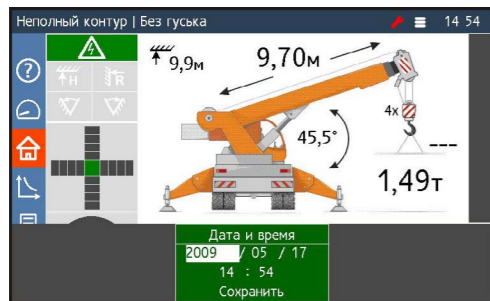 Неполный контур | Без гуська
14 54
9,9м
9,70м
H
R
?
4x
45,5°
---
1,49т
Дата и время
2009 / 05 / 17
14 : 54
Сохранить